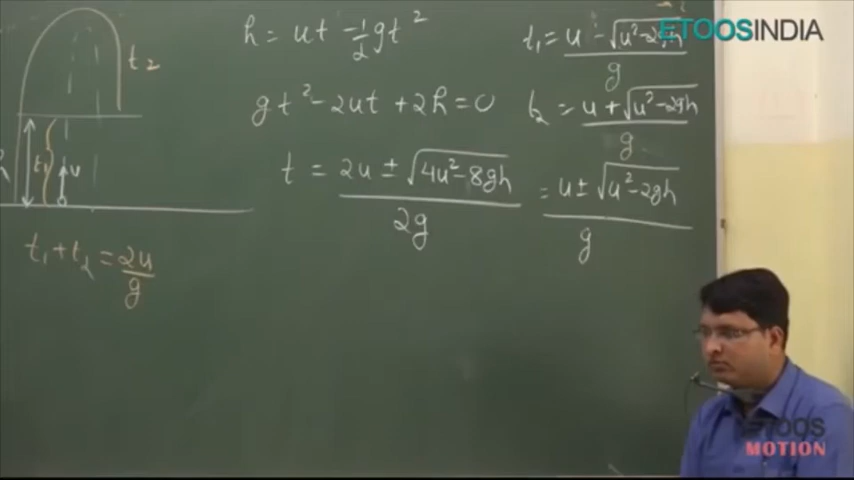 ETOOSINDIA
h = ut - 1/2 gt²
t₁ = u - √u² - 2gh / g
t₂
gt² - 2ut + 2h = 0
t₂ = u + √u² - 2gh / g
h
t₁
u
t = 2u ± √4u² - 8gh / 2g = u ± √u² - 2gh / g
t₁ + t₂ = 2u / g
ETOOS
MOTION